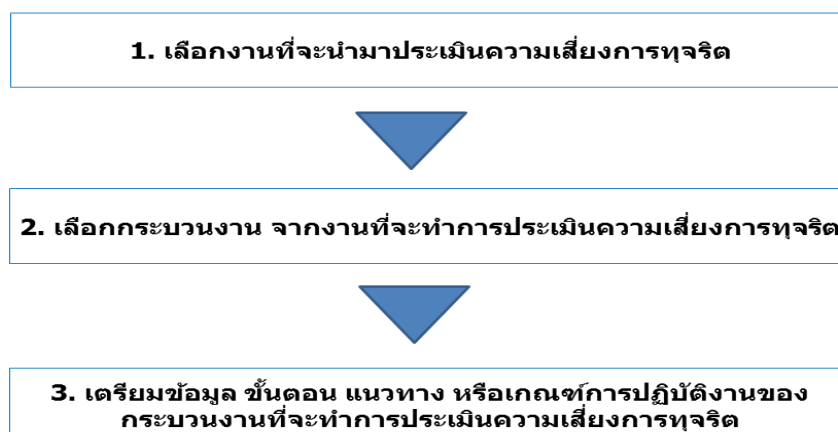 1. เลือกงานที่จะนำมาประเมินความเสี่ยงการทุจริต
2. เลือกกระบวนงาน จากงานที่จะทำการประเมินความเสี่ยงการทุจริต
3. เตรียมข้อมูล ขั้นตอน แนวทาง หรือเกณฑ์การปฏิบัติงานของ
กระบวนงานที่จะทำการประเมินความเสี่ยงการทุจริต